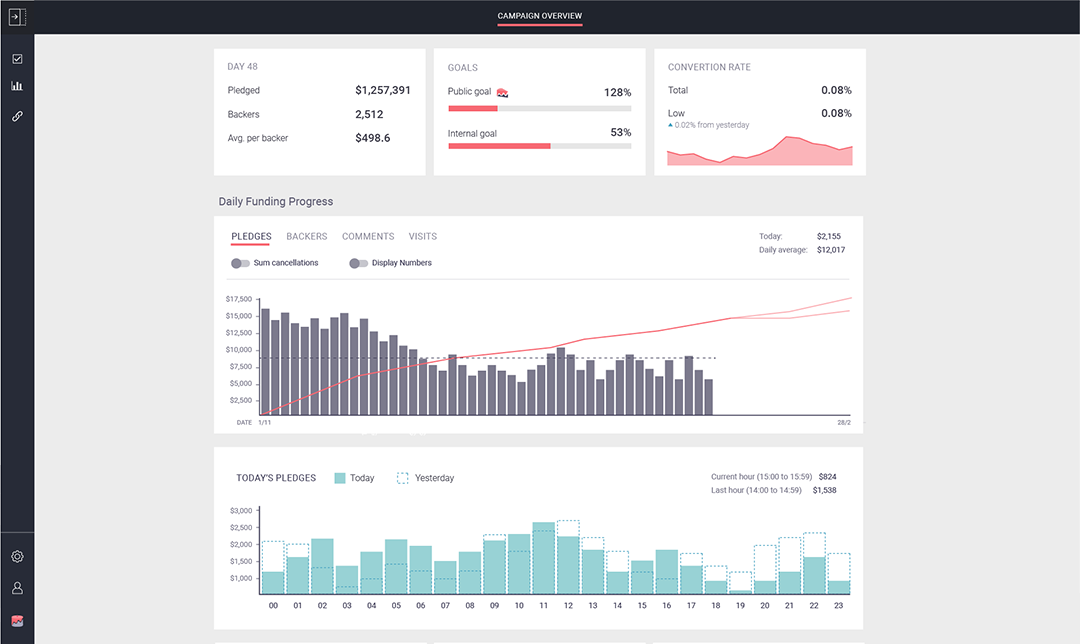 CAMPAIGN OVERVIEW
DAY 48
Pledged $1,257,391
Backers 2,512
Avg. per backer $498.6
GOALS
Public goal 128%
Internal goal 53%
CONVERTION RATE
Total 0.08%
Low 0.08%
0.02% from yesterday
Daily Funding Progress
PLEDGES BACKERS COMMENTS VISITS
Today: $2,155
Daily average: $12,017
Sum cancellations Display Numbers
$17,500
$15,000
$12,500
$10,000
$7,500
$5,000
$2,500
DATE 1/11 28/2
TODAY'S PLEDGES Today Yesterday
Current hour (15:00 to 15:59) $824
Last hour (14:00 to 14:59) $1,538
$3,000
$2,500
$2,000
$1,500
$1,000
00 01 02 03 04 05 06 07 08 09 10 11 12 13 14 15 16 17 18 19 20 21 22 23